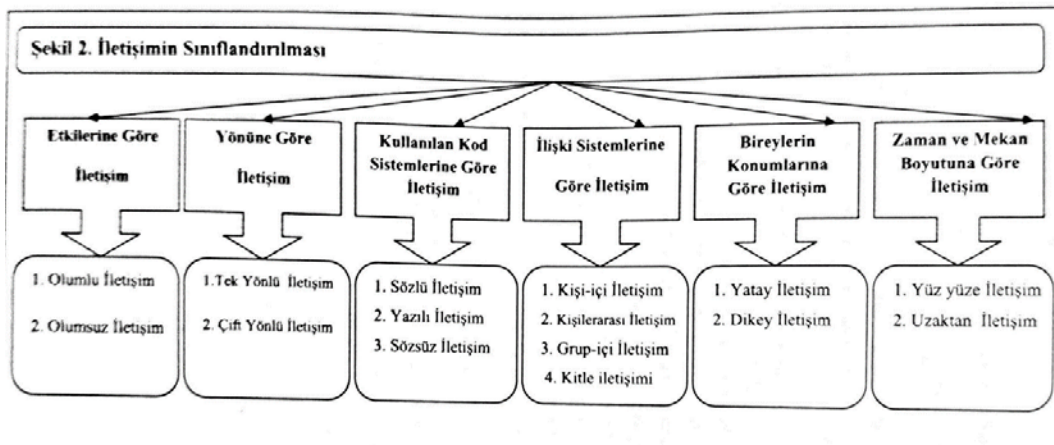 Şekil 2. İletişimin Sınıflandırılması
Etkilerine Göre
İletişim
Yönüne Göre
İletişim
Kullanılan Kod
Sistemlerine Göre
İletişim
İlişki Sistemlerine
Göre İletişim
Bireylerin
Konumlarına
Göre İletişim
Zaman ve Mekan
Boyutuna Göre
İletişim
1. Olumlu İletişim
2. Olumsuz İletişim
1.Tek Yönlü İletişim
2. Çift Yönlü İletişim
1. Sözlü İletişim
2. Yazılı İletişim
3. Sözsüz İletişim
1. Kişi-içi İletişim
2. Kişilerarası İletişim
3. Grup-içi İletişim
4. Kitle iletişimi
1. Yatay İletişim
2. Dikey İletişim
1. Yüz yüze İletişim
2. Uzaktan İletişim